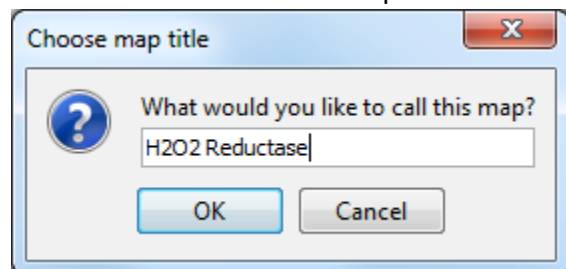 Choose map title
What would you like to call this map?
H2O2 Reductase
OK
Cancel